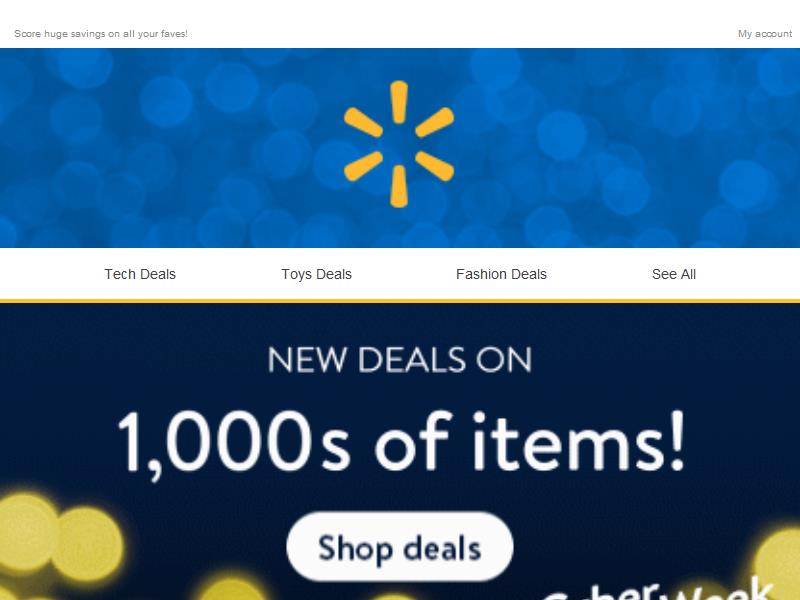 Score huge savings on all your faves!
My account
Tech Deals Toys Deals Fashion Deals See All
NEW DEALS ON
1,000s of items!
Shop deals
CyberWeek